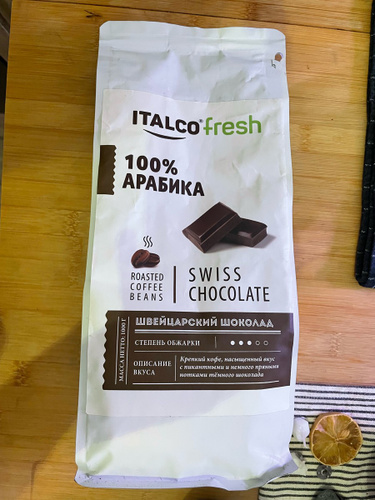 ITALCO® fresh
100%
АРАБИКА
ROASTED
COFFEE
BEANS
SWISS
CHOCOLATE
МАССА НЕТТО: 1000 Г
ШВЕЙЦАРСКИЙ ШОКОЛАД
СТЕПЕНЬ ОБЖАРКИ
ОПИСАНИЕ
ВКУСА
Крепкий кофе, насыщенный вкус
с пикантными и немного пряными
нотками тёмного шоколада